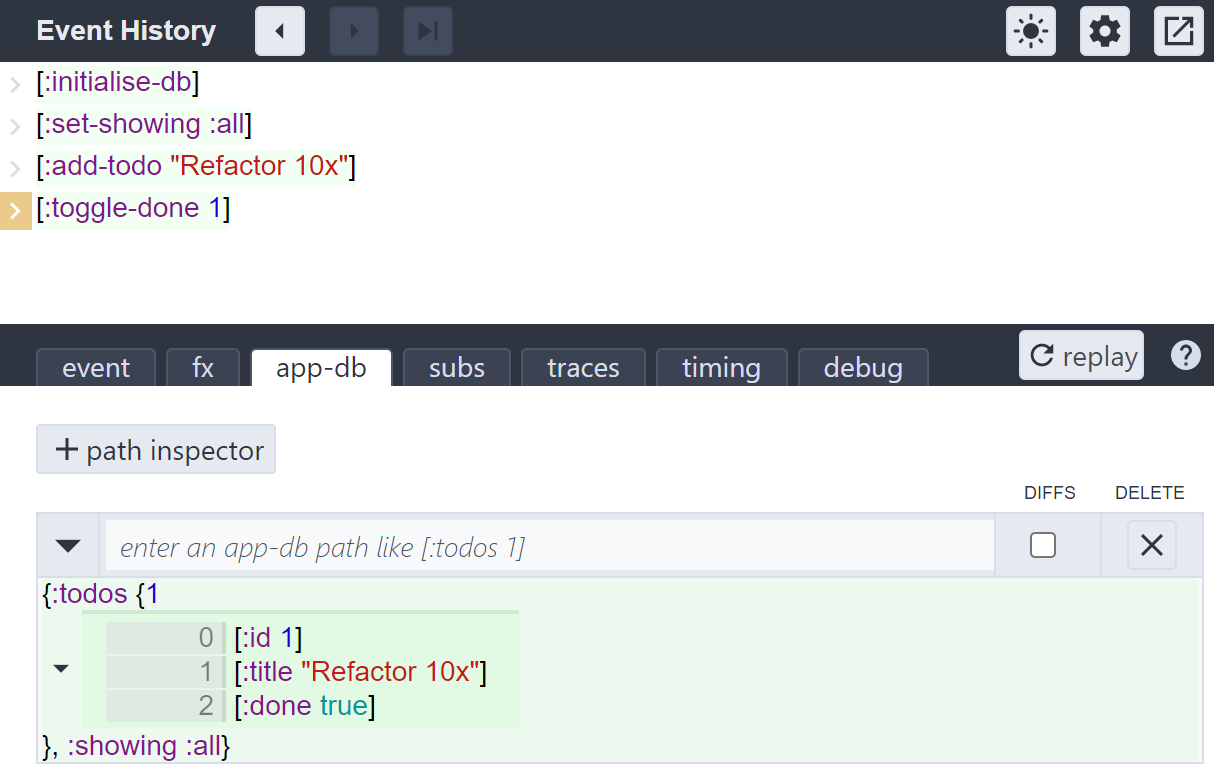 Event History
[:initialise-db]
[:set-showing :all]
[:add-todo "Refactor 10x"]
[:toggle-done 1]
event fx app-db subs traces timing debug replay ?
+ path inspector
DIFFS DELETE
enter an app-db path like [:todos 1]
{:todos {1
0 [:id 1]
1 [:title "Refactor 10x"]
2 [:done true]
}, :showing :all}